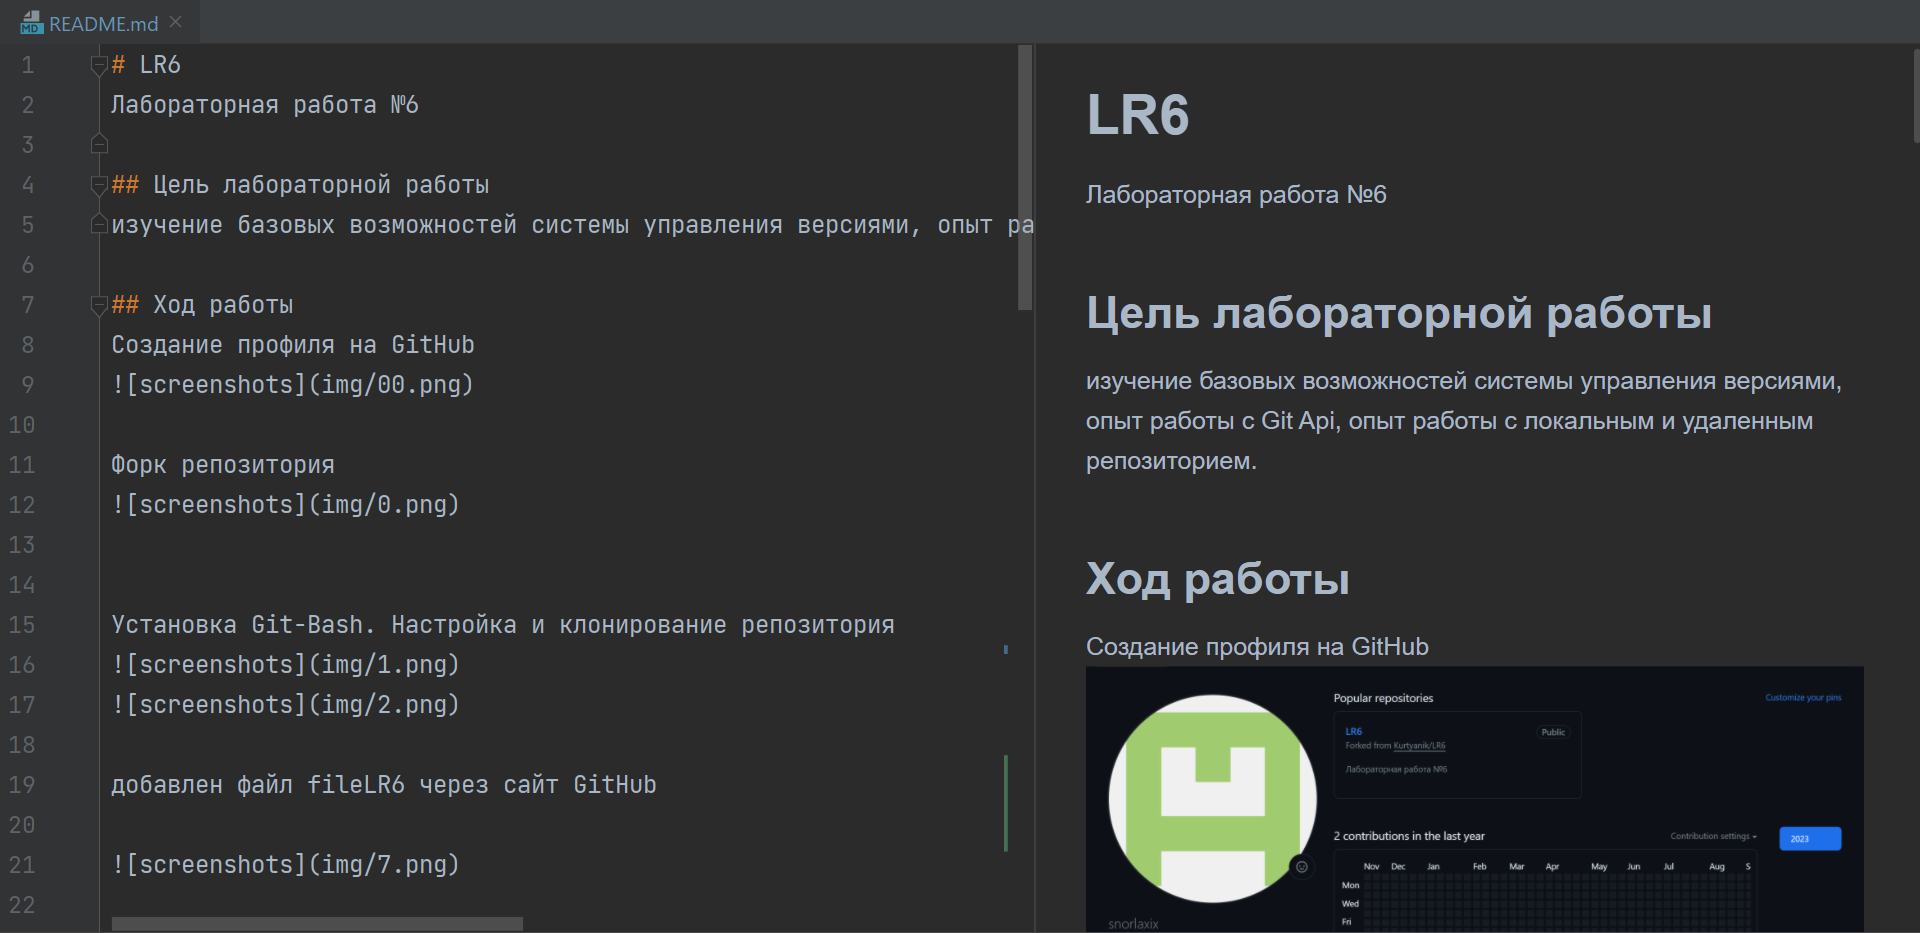 README.md
1 # LR6
2 Лабораторная работа №6
3
4 ## Цель лабораторной работы
5 изучение базовых возможностей системы управления версиями, опыт ра
6
7 ## Ход работы
8 Создание профиля на GitHub
9 ![screenshots](img/00.png)
10
11 Форк репозитория
12 ![screenshots](img/0.png)
13
14
15 Установка Git-Bash. Настройка и клонирование репозитория
16 ![screenshots](img/1.png)
17 ![screenshots](img/2.png)
18
19 добавлен файл fileLR6 через сайт GitHub
20
21 ![screenshots](img/7.png)
22
LR6
Лабораторная работа №6
Цель лабораторной работы
изучение базовых возможностей системы управления версиями,
опыт работы с Git Api, опыт работы с локальным и удаленным
репозиторием.
Ход работы
Создание профиля на GitHub
Popular repositories
Customize your pins
LR6 Public
Forked from Kurtyanik/LR6
Лабораторная работа №6
2 contributions in the last year
Contribution settings
2023
Nov Dec Jan Feb Mar Apr May Jun Jul Aug S
Mon
Wed
Fri
snorlaxix